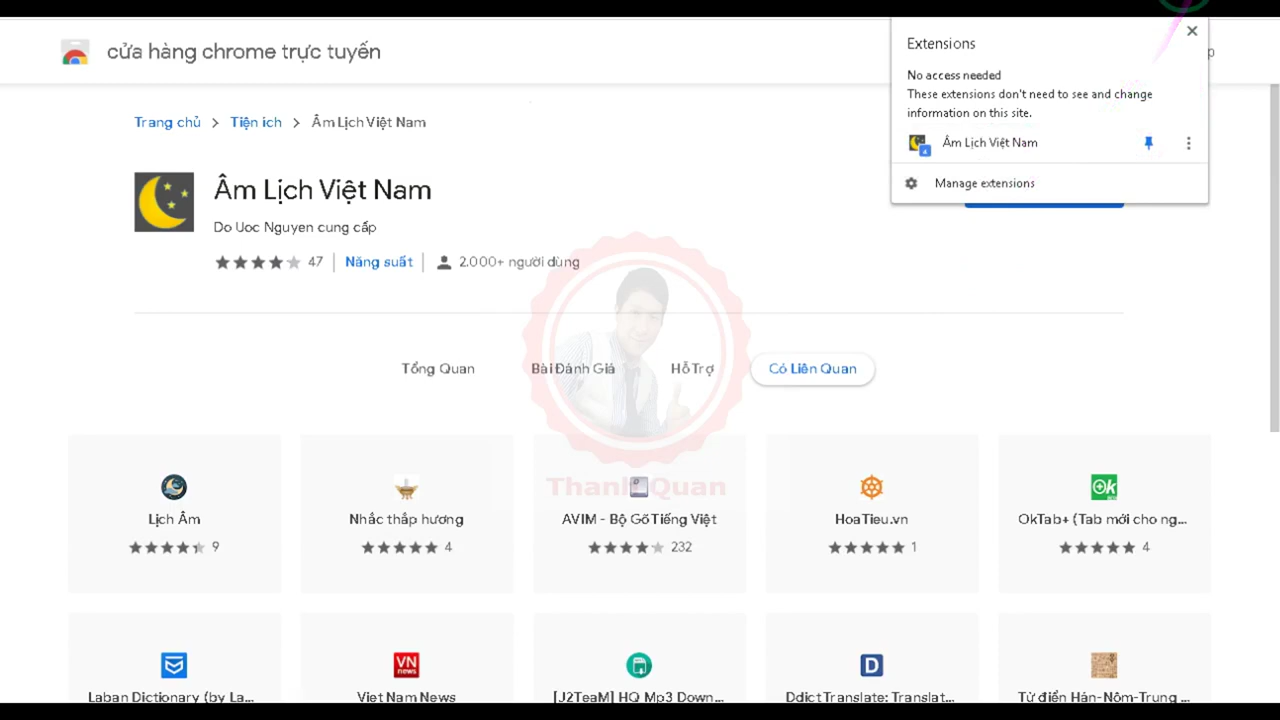 cửa hàng chrome trực tuyến
Extensions
No access needed
These extensions don't need to see and change
information on this site.
Âm Lịch Việt Nam
Manage extensions
Trang chủ > Tiện ích > Âm Lịch Việt Nam
Âm Lịch Việt Nam
Do Uoc Nguyen cung cấp
47 Năng suất 2.000+ người dùng
Tổng Quan Bài Đánh Giá Hỗ Trợ Có Liên Quan
Thanh Quan
Lịch Âm Nhắc thắp hương AVIM - Bộ Gõ Tiếng Việt HoaTieu.vn OkTab+ (Tab mới cho ng...
9 4 232 1 4
VN
news
Laban Dictionary (by La... Viet Nam News [J2TeaM] HQ Mp3 Down... DdictTranslate: Translat... Từ điển Hán-Nôm-Trung ...